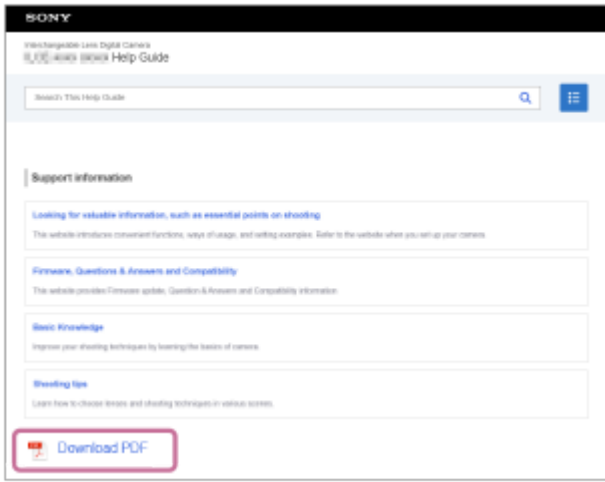 SONY
Interchangeable Lens Digital Camera
Help Guide
Search This Help Guide
Support information
Looking for valuable information, such as essential points on shooting
This website introduces convenient functions, ways of usage, and setting examples. Refer to the website when you set up your camera.
Firmware, Questions & Answers and Compatibility
This website provides Firmware update, Question & Answers and Compatibility information.
Basic Knowledge
Improve your shooting techniques by learning the basics of camera.
Shooting tips
Learn how to choose lenses and shooting techniques in various scenes.
Download PDF